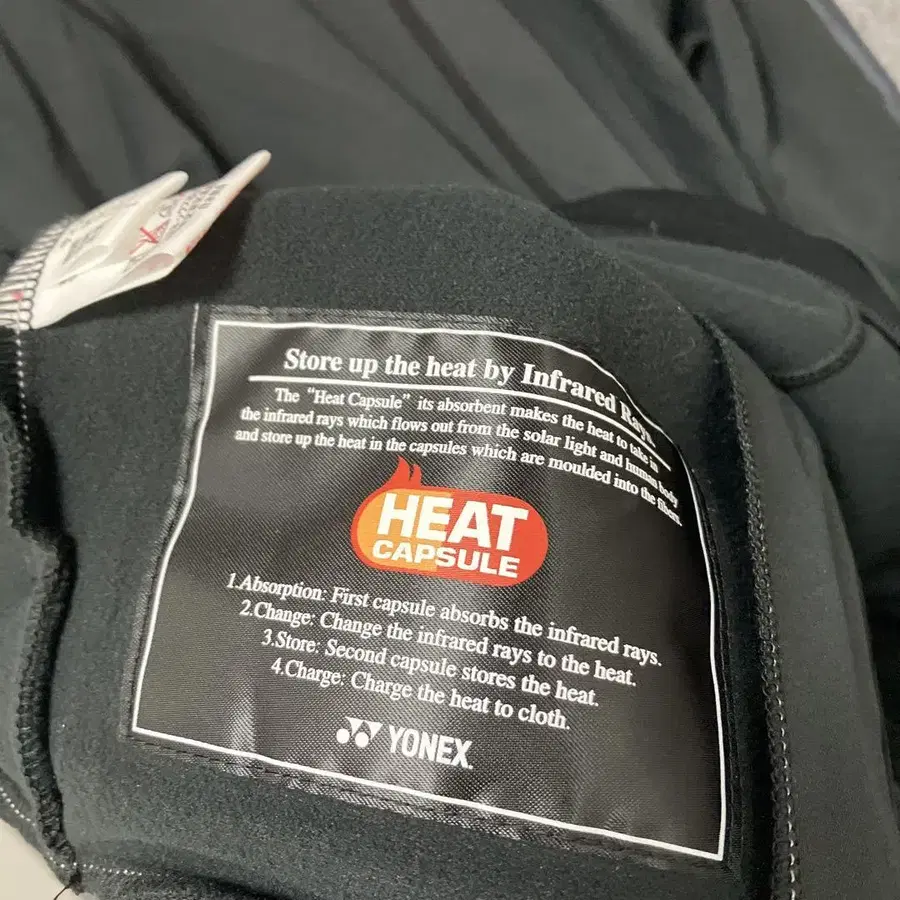 Store up the heat by Infrared Rays.
The "Heat Capsule" its absorbent makes the heat to take in
the infrared rays which flows out from the solar light and human body
and store up the heat in the capsules which are moulded into the fibers.
HEAT
CAPSULE
1.Absorption: First capsule absorbs the infrared rays.
2.Change: Change the infrared rays to the heat.
3.Store: Second capsule stores the heat.
4.Charge: Charge the heat to cloth.
YONEX